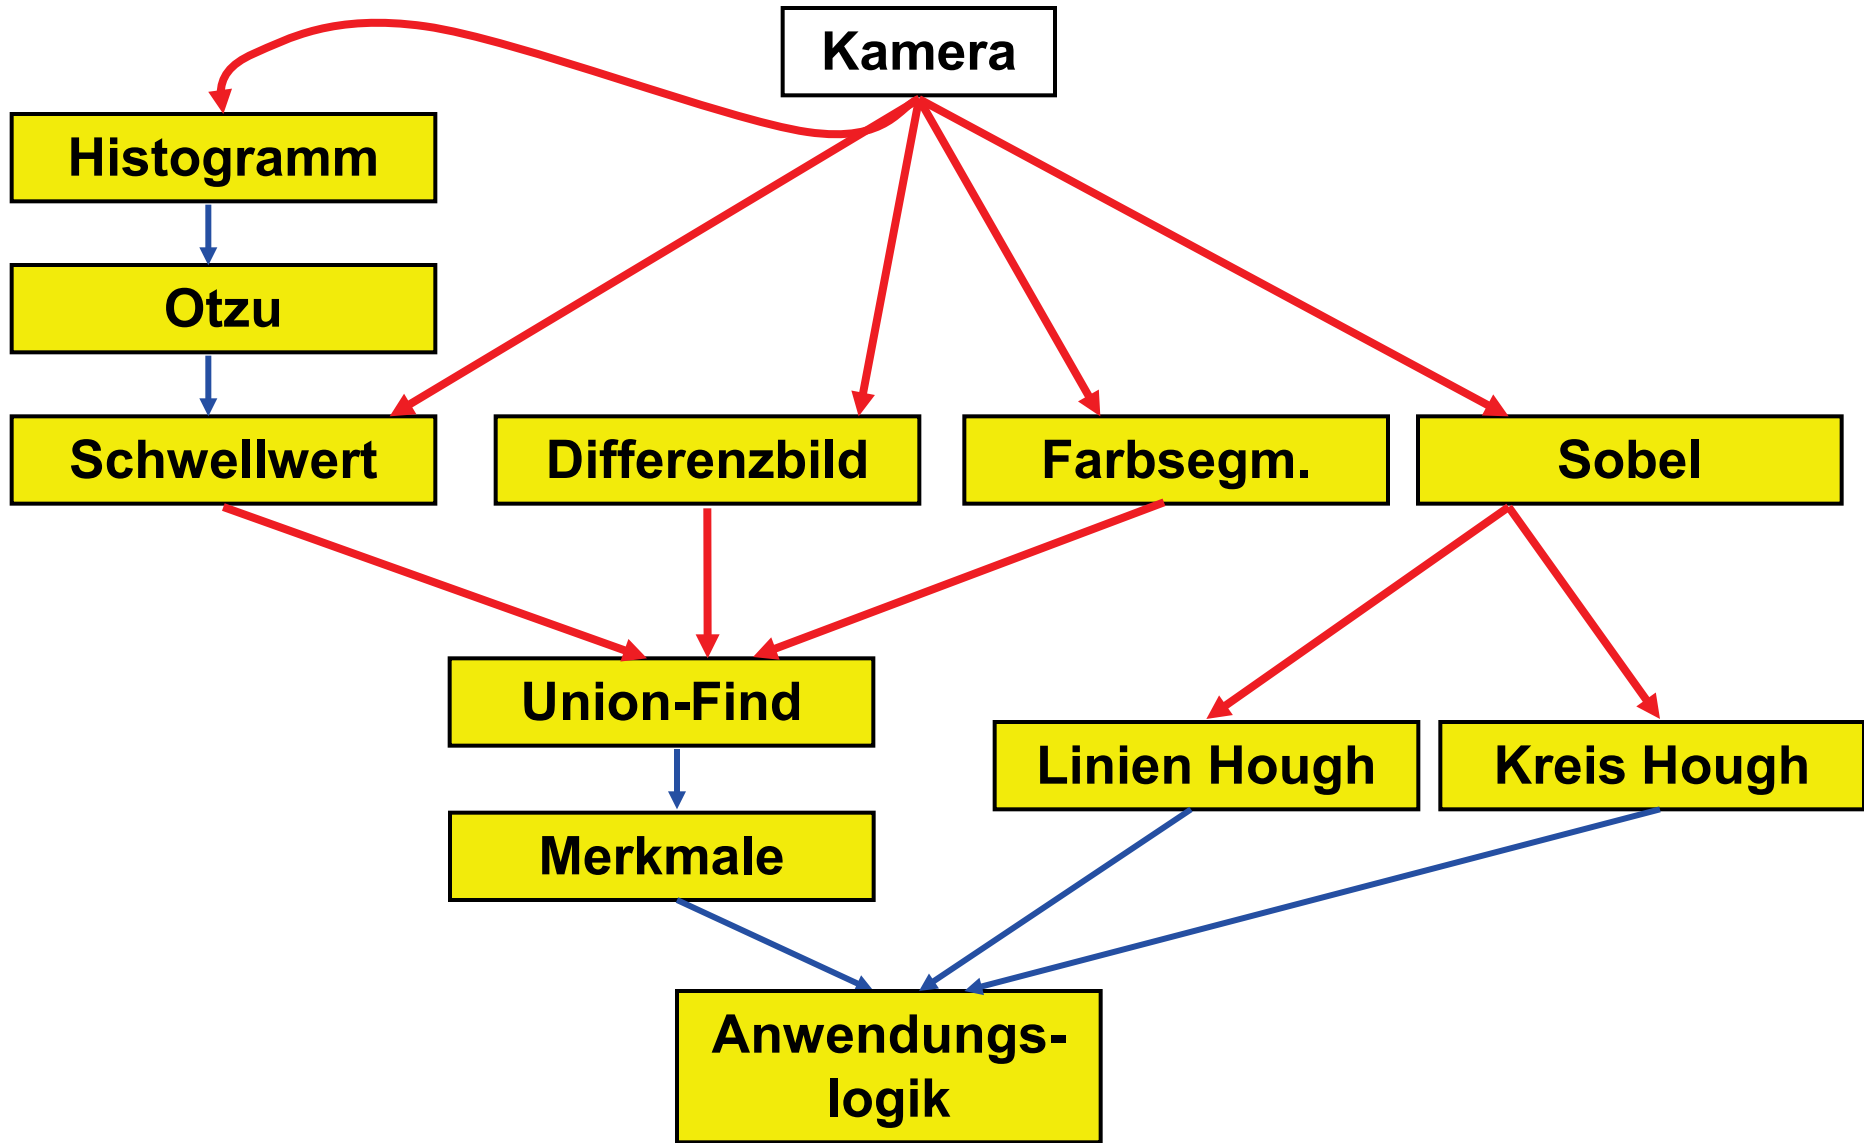 Kamera
Histogramm
Otzu
Schwellwert
Differenzbild
Farbsegm.
Sobel
Union-Find
Linien Hough
Kreis Hough
Merkmale
Anwendungs-
logik